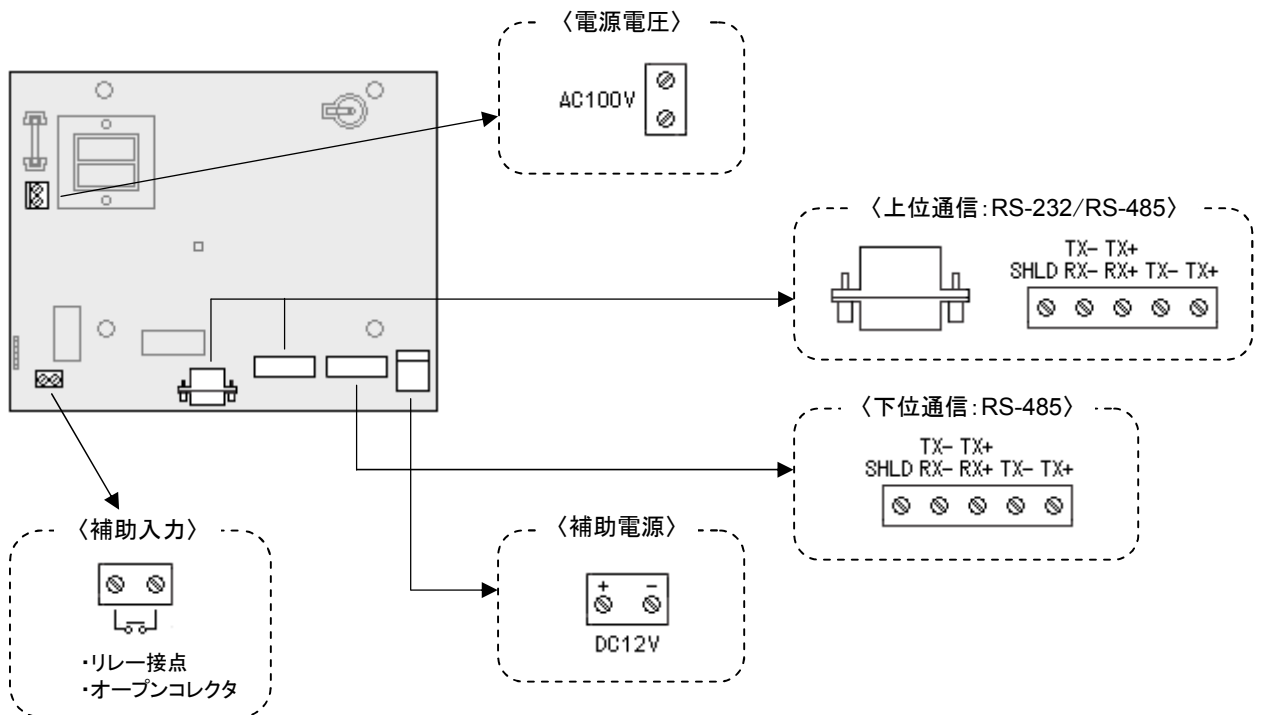 〈電源電圧〉
AC100V
〈上位通信:RS-232/RS-485〉
TX- TX+
SHLD RX- RX+ TX- TX+
〈下位通信:RS-485〉
TX- TX+
SHLD RX- RX+ TX- TX+
〈補助入力〉
・リレー接点
・オープンコレクタ
〈補助電源〉
+ -
DC12V